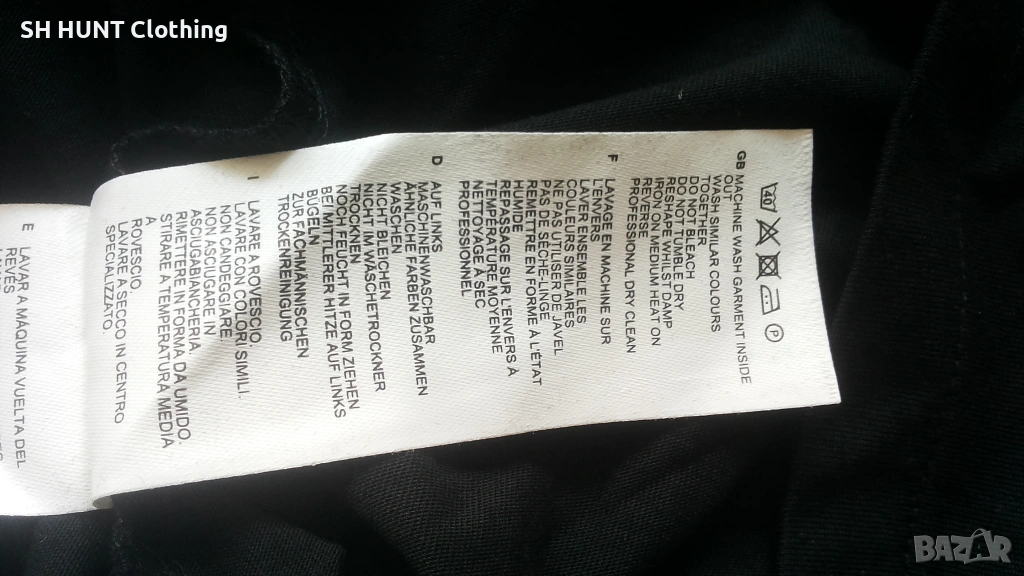 SH HUNT Clothing
40
P
GB MACHINE WASH GARMENT INSIDE
OUT
WASH SIMILAR COLOURS
TOGETHER
DO NOT BLEACH
DO NOT TUMBLE DRY
RESHAPE WHILST DAMP
IRON ON MEDIUM HEAT ON
REVERSE
PROFESSIONAL DRY CLEAN
F LAVAGE EN MACHINE SUR
L'ENVERS
LAVER ENSEMBLE LES
COULEURS SIMILAIRES
NE PAS UTILISER DE JAVEL
PAS DE SÈCHE-LINGE
REMETTRE EN FORME À L'ÉTAT
HUMIDE
REPASSAGE SUR L'ENVERS À
TEMPÉRATURE MOYENNE
NETTOYAGE À SEC
PROFESSIONNEL
D AUF LINKS
MASCHINENWASCHBAR
ÄHNLICHE FARBEN ZUSAMMEN
WASCHEN
NICHT BLEICHEN
NICHT IM WÄSCHETROCKNER
TROCKNEN
NOCH FEUCHT IN FORM ZIEHEN
BEI MITTLERER HITZE AUF LINKS
BÜGELN
ZUR FACHMÄNNISCHEN
TROCKENREINIGUNG
I LAVARE A ROVESCIO.
LAVARE CON COLORI SIMILI.
NON CANDEGGIARE.
NON ASCIUGARE IN
ASCIUGABIANCHERIA.
RIMETTERE IN FORMA DA UMIDO.
STIRARE A TEMPERATURA MEDIA
A
ROVESCIO.
LAVARE A SECCO IN CENTRO
SPECIALIZZATO.
E LAVAR A MÁQUINA VUELTA DEL
REVÉS
BAZAR